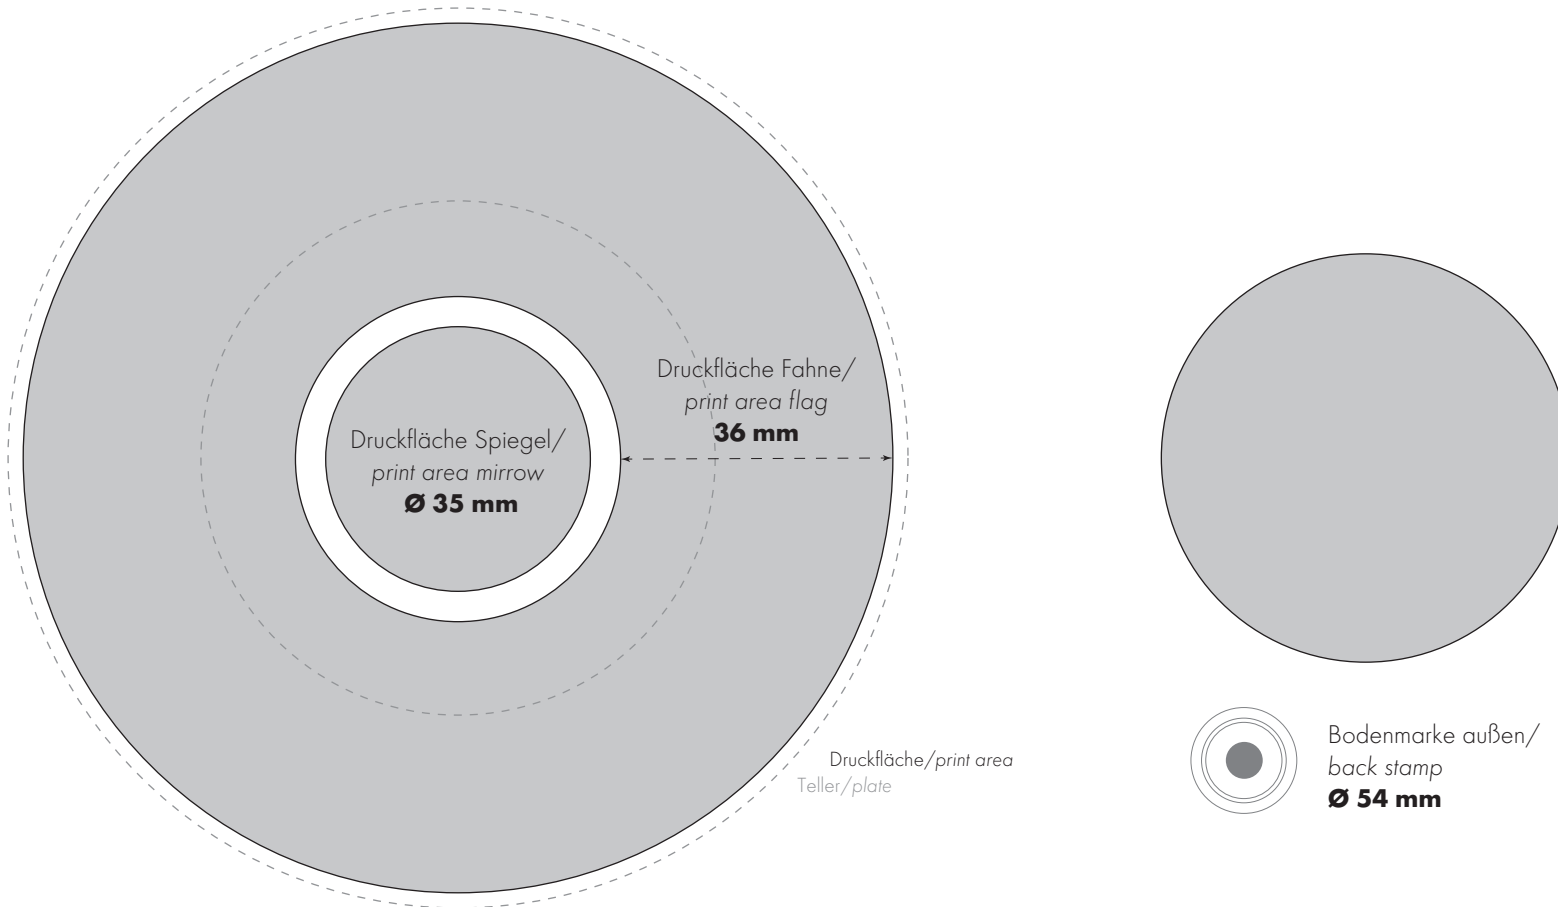 Druckfläche Fahne/
print area flag
36 mm
Druckfläche Spiegel/
print area mirrow
Ø 35 mm
Druckfläche/print area
Teller/plate
Bodenmarke außen/
back stamp
Ø 54 mm